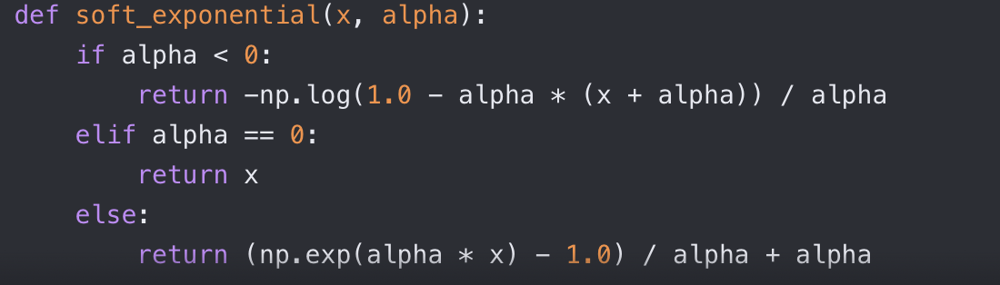 def soft_exponential(x, alpha):
    if alpha < 0:
        return -np.log(1.0 - alpha * (x + alpha)) / alpha
    elif alpha == 0:
        return x
    else:
        return (np.exp(alpha * x) - 1.0) / alpha + alpha